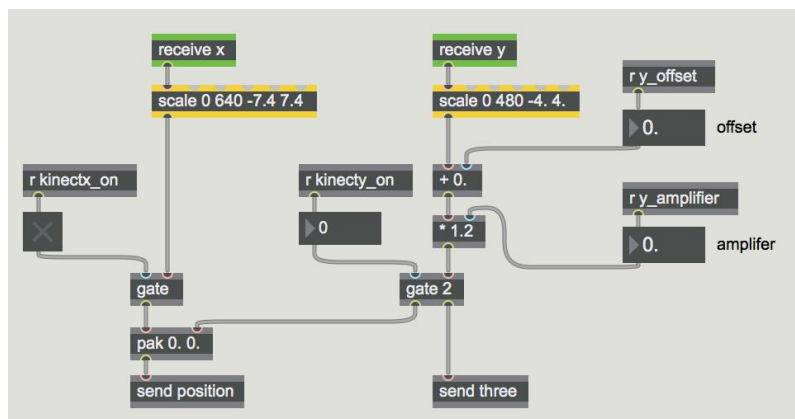 receive x
receive y
r y_offset
scale 0 640 -7.4 7.4
scale 0 480 -4. 4.
0.
offset
r kinectx_on
r kinecty_on
+ 0.
r y_amplifier
0
* 1.2
0.
amplifer
gate
gate 2
pak 0. 0.
send position
send three